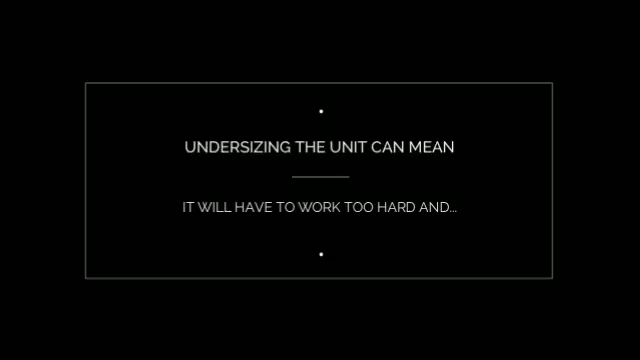 UNDERSIZING THE UNIT CAN MEAN
IT WILL HAVE TO WORK TOO HARD AND...